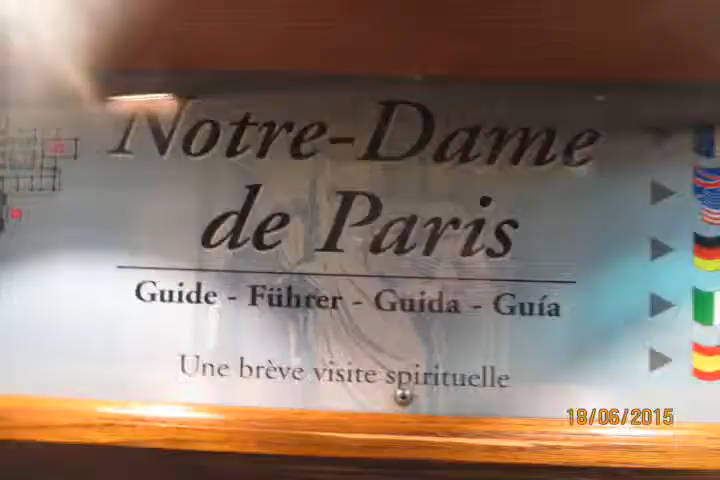 Notre-Dame
de Paris
Guide - Führer - Guida - Guía
Une brève visite spirituelle
18/06/2015